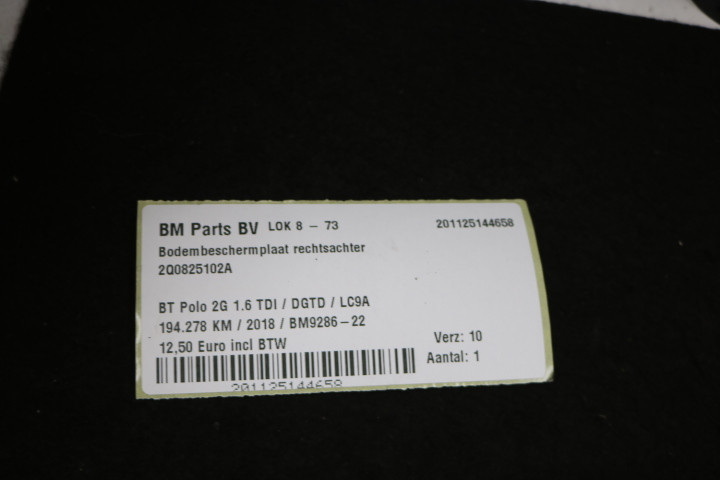 BM Parts BV LOK 8 - 73 201125144658
Bodembeschermplaat rechtsachter
2Q0825102A
BT Polo 2G 1.6 TDI / DGTD / LC9A
194.278 KM / 2018 / BM9286-22
Verz: 10
12,50 Euro incl BTW
Aantal: 1
201125144658